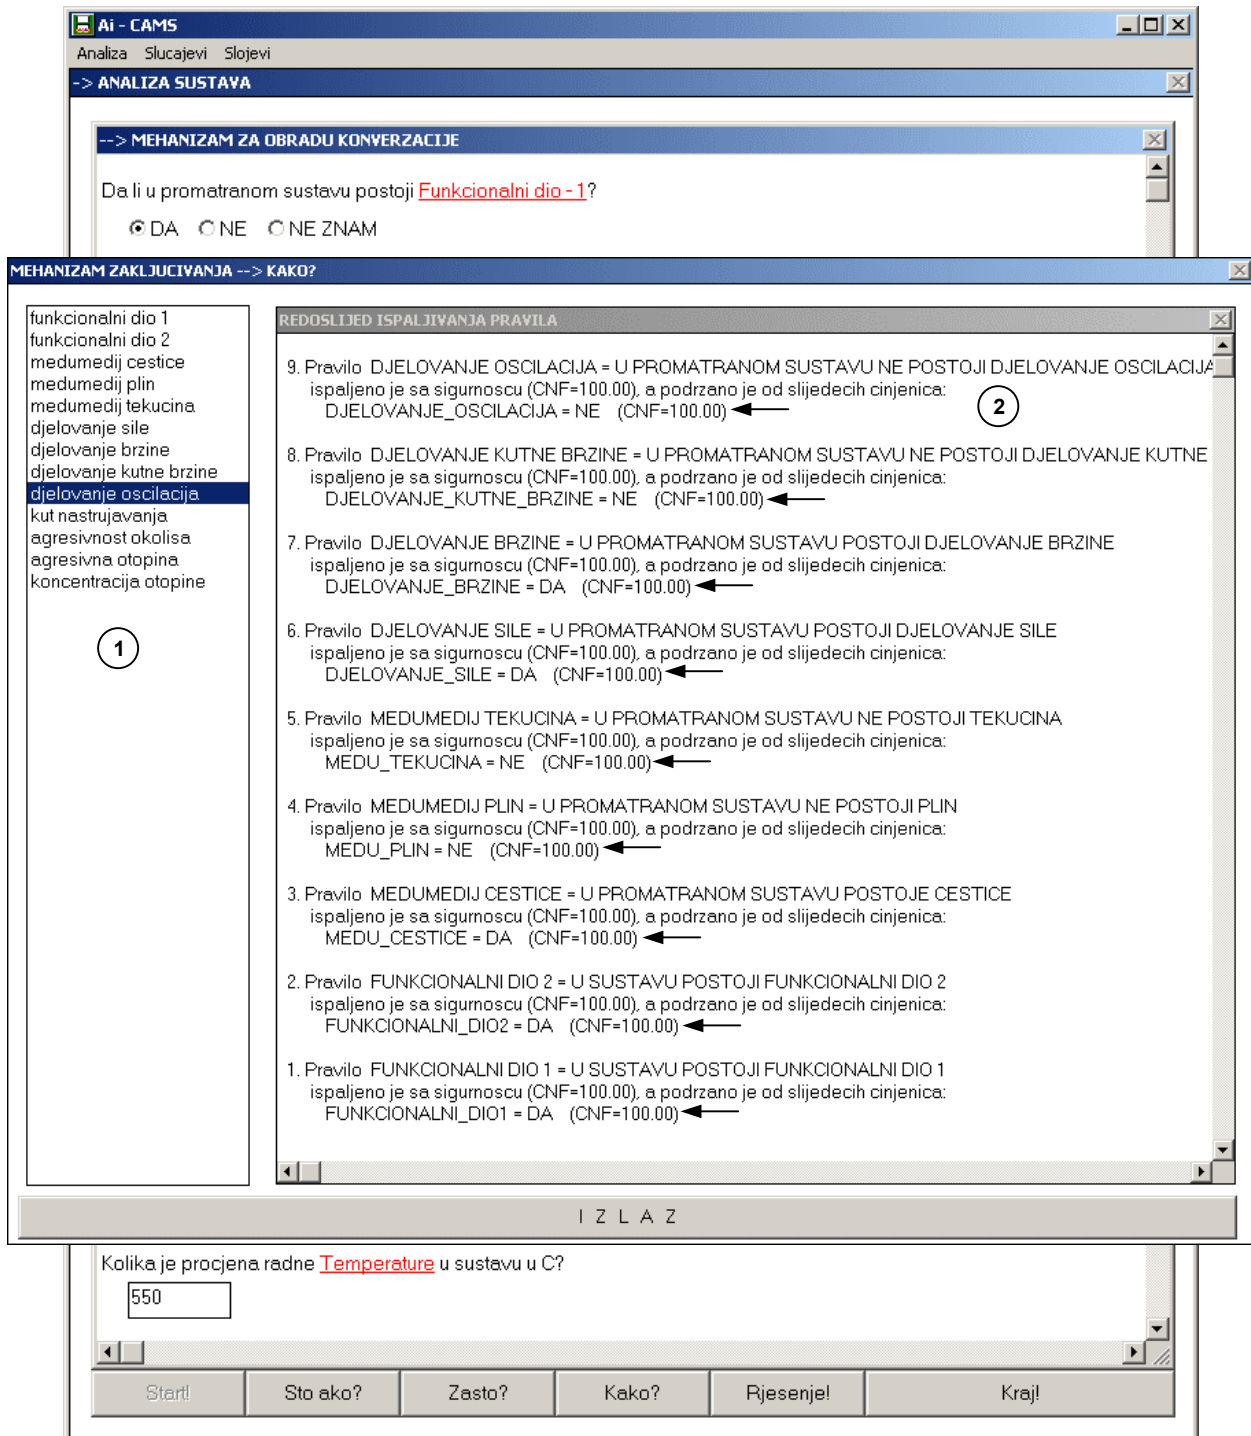 Ai - CAMS
Analiza Slucajevi Slojevi
-> ANALIZA SUSTAVA
--> MEHANIZAM ZA OBRADU KONVERZACIJE
Da li u promatranom sustavu postoji Funkcionalni dio - 1?
DA NE NE ZNAM
MEHANIZAM ZAKLJUCIVANJA --> KAKO?
funkcionalni dio 1
funkcionalni dio 2
medumedij cestice
medumedij plin
medumedij tekucina
djelovanje sile
djelovanje brzine
djelovanje kutne brzine
djelovanje oscilacija
kut nastrujavanja
agresivnost okolisa
agresivna otopina
koncentracija otopine
1
REDOSLIJED ISPALJIVANJA PRAVILA
9. Pravilo DJELOVANJE OSCILACIJA = U PROMATRANOM SUSTAVU NE POSTOJI DJELOVANJE OSCILACIJA
ispaljeno je sa sigurnoscu (CNF=100.00), a podrzano je od slijedecih cinjenica:
DJELOVANJE_OSCILACIJA = NE (CNF=100.00)
2
8. Pravilo DJELOVANJE KUTNE BRZINE = U PROMATRANOM SUSTAVU NE POSTOJI DJELOVANJE KUTNE
ispaljeno je sa sigurnoscu (CNF=100.00), a podrzano je od slijedecih cinjenica:
DJELOVANJE_KUTNE_BRZINE = NE (CNF=100.00)
7. Pravilo DJELOVANJE BRZINE = U PROMATRANOM SUSTAVU POSTOJI DJELOVANJE BRZINE
ispaljeno je sa sigurnoscu (CNF=100.00), a podrzano je od slijedecih cinjenica:
DJELOVANJE_BRZINE = DA (CNF=100.00)
6. Pravilo DJELOVANJE SILE = U PROMATRANOM SUSTAVU POSTOJI DJELOVANJE SILE
ispaljeno je sa sigurnoscu (CNF=100.00), a podrzano je od slijedecih cinjenica:
DJELOVANJE_SILE = DA (CNF=100.00)
5. Pravilo MEDUMEDIJ TEKUCINA = U PROMATRANOM SUSTAVU NE POSTOJI TEKUCINA
ispaljeno je sa sigurnoscu (CNF=100.00), a podrzano je od slijedecih cinjenica:
MEDU_TEKUCINA = NE (CNF=100.00)
4. Pravilo MEDUMEDIJ PLIN = U PROMATRANOM SUSTAVU NE POSTOJI PLIN
ispaljeno je sa sigurnoscu (CNF=100.00), a podrzano je od slijedecih cinjenica:
MEDU_PLIN = NE (CNF=100.00)
3. Pravilo MEDUMEDIJ CESTICE = U PROMATRANOM SUSTAVU POSTOJE CESTICE
ispaljeno je sa sigurnoscu (CNF=100.00), a podrzano je od slijedecih cinjenica:
MEDU_CESTICE = DA (CNF=100.00)
2. Pravilo FUNKCIONALNI DIO 2 = U SUSTAVU POSTOJI FUNKCIONALNI DIO 2
ispaljeno je sa sigurnoscu (CNF=100.00), a podrzano je od slijedecih cinjenica:
FUNKCIONALNI_DIO2 = DA (CNF=100.00)
1. Pravilo FUNKCIONALNI DIO 1 = U SUSTAVU POSTOJI FUNKCIONALNI DIO 1
ispaljeno je sa sigurnoscu (CNF=100.00), a podrzano je od slijedecih cinjenica:
FUNKCIONALNI_DIO1 = DA (CNF=100.00)
I Z L A Z
Kolika je procjena radne Temperature u sustavu u C?
550
Start! Sto ako? Zasto? Kako? Rjesenje! Kraj!